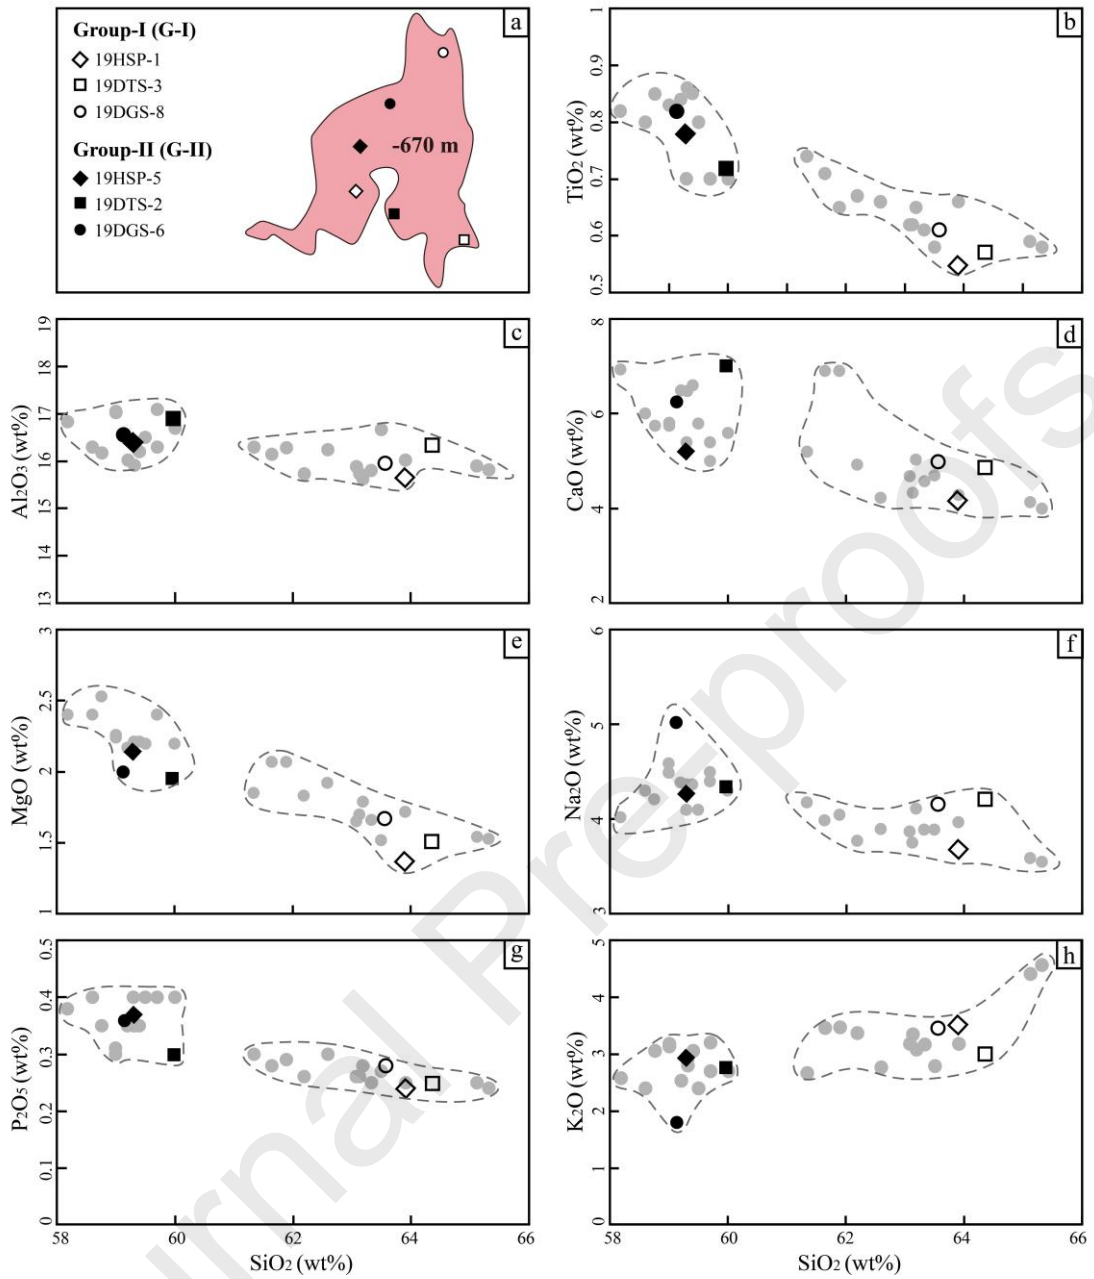 a
Group-I (G-I)
19HSP-1
19DTS-3
19DGS-8
Group-II (G-II)
19HSP-5
19DTS-2
19DGS-6
-670 m
b
TiO2 (wt%)
1
0.9
0.8
0.7
0.6
0.5
c
Al2O3 (wt%)
19
18
17
16
15
14
13
d
CaO (wt%)
8
6
4
2
e
MgO (wt%)
3
2.5
2
1.5
1
f
Na2O (wt%)
6
5
4
3
g
P2O5 (wt%)
0.5
0.4
0.3
0.2
0.1
0
58 60 62 64
SiO2 (wt%)
h
K2O (wt%)
5
4
3
2
1
0
58 60 62 64 66
SiO2 (wt%)
urnal Pre-proofs